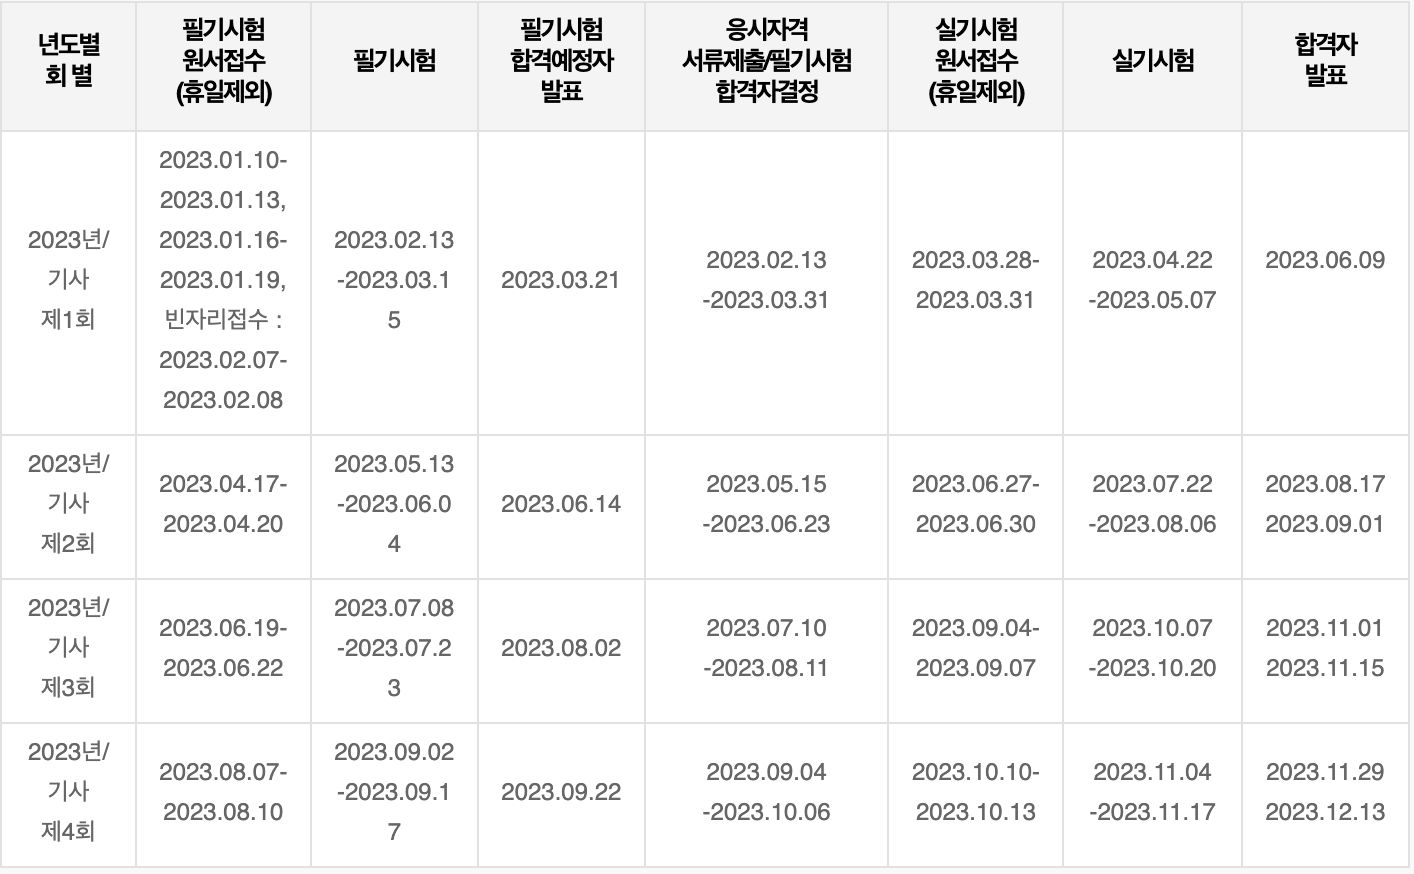 년도별
회 별
필기시험
원서접수
(휴일제외)
필기시험
필기시험
합격예정자
발표
응시자격
서류제출/필기시험
합격자결정
실기시험
원서접수
(휴일제외)
실기시험
합격자
발표
2023년/
기사
제1회
2023.01.10-
2023.01.13,
2023.01.16-
2023.01.19,
빈자리접수 :
2023.02.07-
2023.02.08
2023.02.13
-2023.03.1
5
2023.03.21
2023.02.13
-2023.03.31
2023.03.28-
2023.03.31
2023.04.22
-2023.05.07
2023.06.09
2023년/
기사
제2회
2023.04.17-
2023.04.20
2023.05.13
-2023.06.0
4
2023.06.14
2023.05.15
-2023.06.23
2023.06.27-
2023.06.30
2023.07.22
-2023.08.06
2023.08.17
2023.09.01
2023년/
기사
제3회
2023.06.19-
2023.06.22
2023.07.08
-2023.07.2
3
2023.08.02
2023.07.10
-2023.08.11
2023.09.04-
2023.09.07
2023.10.07
-2023.10.20
2023.11.01
2023.11.15
2023년/
기사
제4회
2023.08.07-
2023.08.10
2023.09.02
-2023.09.1
7
2023.09.22
2023.09.04
-2023.10.06
2023.10.10-
2023.10.13
2023.11.04
-2023.11.17
2023.11.29
2023.12.13